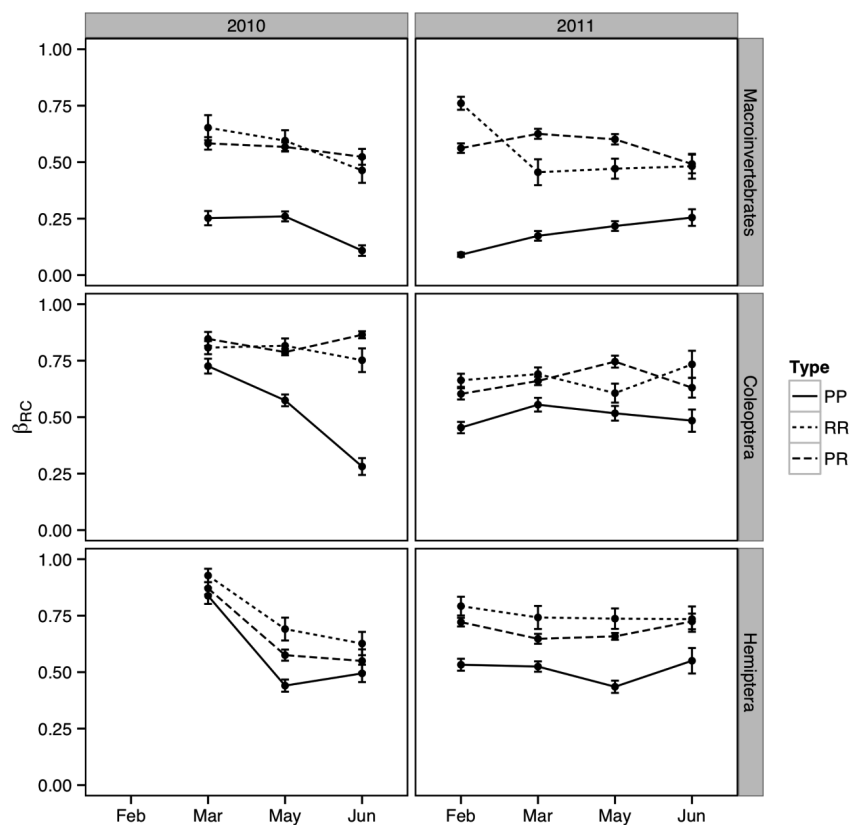 2010
2011
1.00
0.75
0.50
0.25
0.00
Macroinvertebrates
1.00
0.75
0.50
0.25
0.00
Coleoptera
1.00
0.75
0.50
0.25
0.00
Hemiptera
βRC
Feb Mar May Jun
Feb Mar May Jun
Type
PP
RR
PR